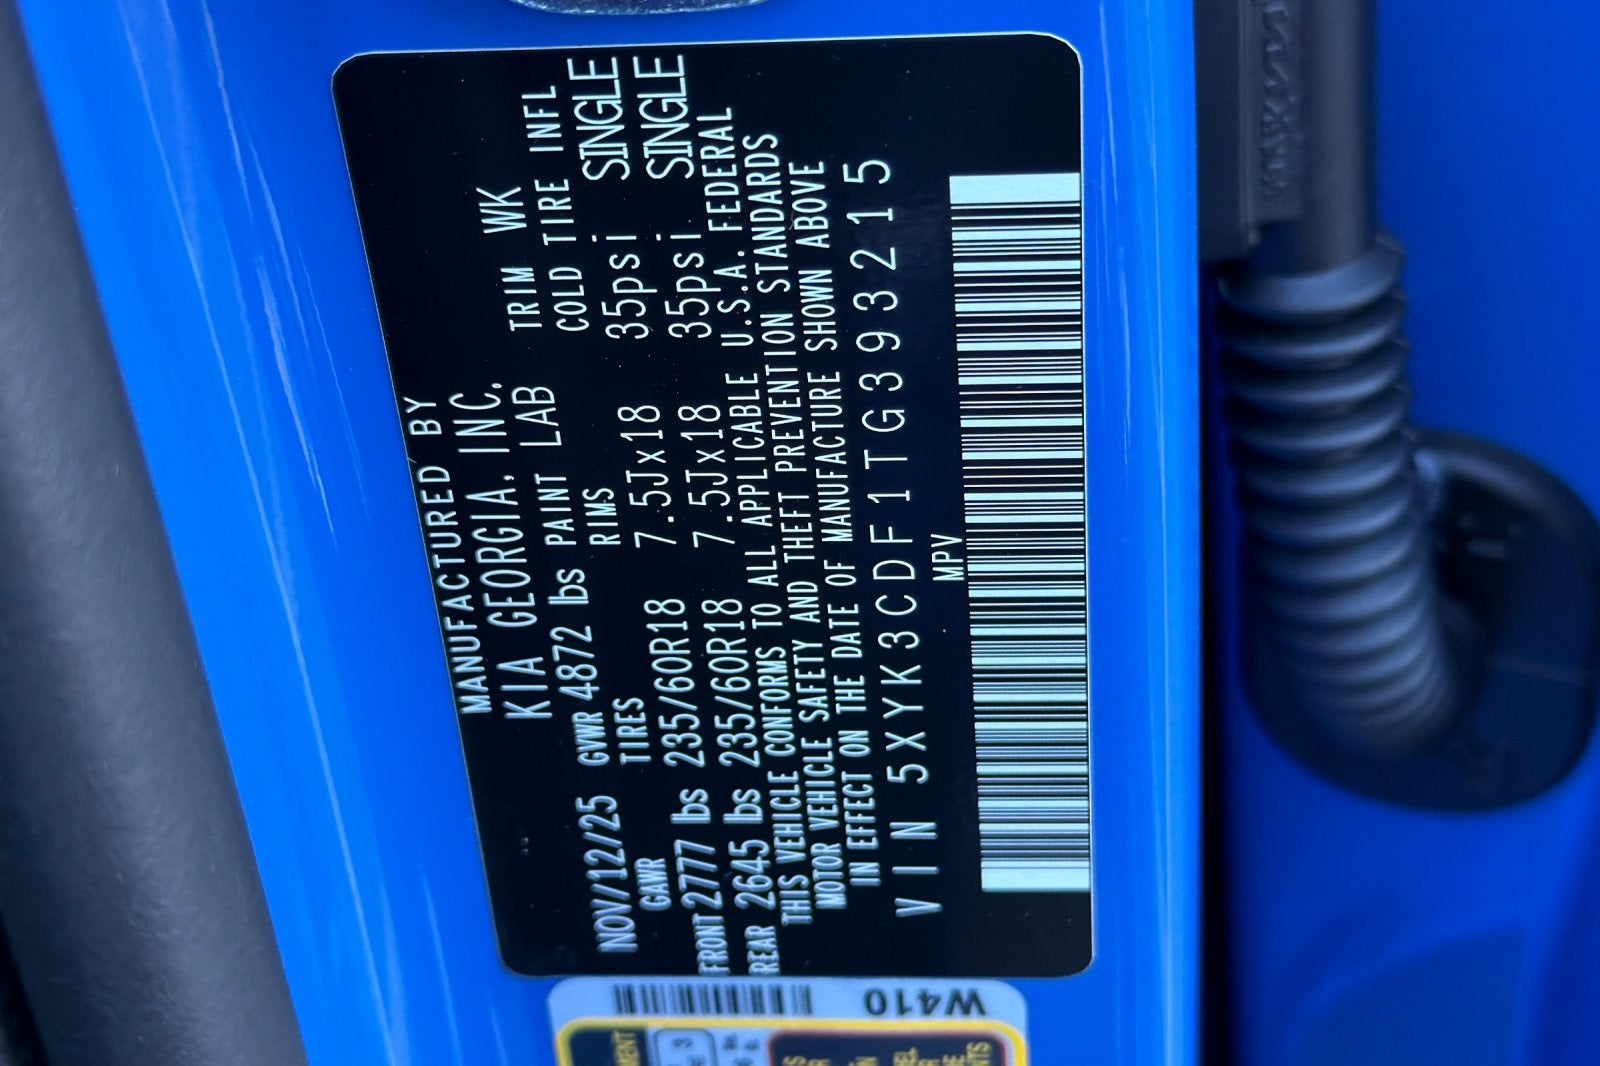 MANUFACTURED BY
KIA GEORGIA, INC.
NOV/12/25 GVWR 4872 lbs PAINT LAB TRIM WK
GAWR TIRES RIMS COLD TIRE INFL
FRONT 2777 lbs 235/60R18 7.5Jx18 35psi SINGLE
REAR 2645 lbs 235/60R18 7.5Jx18 35psi SINGLE
THIS VEHICLE CONFORMS TO ALL APPLICABLE U.S.A. FEDERAL
MOTOR VEHICLE SAFETY AND THEFT PREVENTION STANDARDS
IN EFFECT ON THE DATE OF MANUFACTURE SHOWN ABOVE
VIN 5XYK3CDF1TG393215
MPV
W410